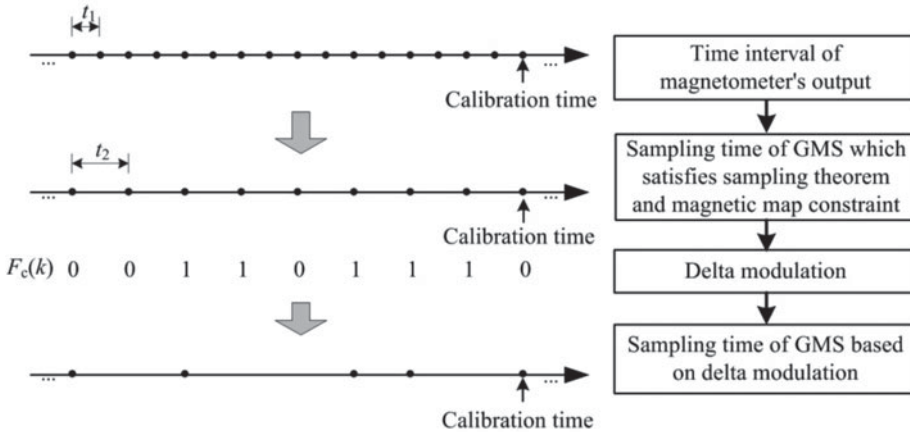 t1
... ...
Calibration time
t2
... ...
Calibration time
Fc(k) 0 0 1 1 0 1 1 1 0
... ...
Calibration time
Time interval of
magnetometer's output
Sampling time of GMS which
satisfies sampling theorem
and magnetic map constraint
Delta modulation
Sampling time of GMS based
on delta modulation